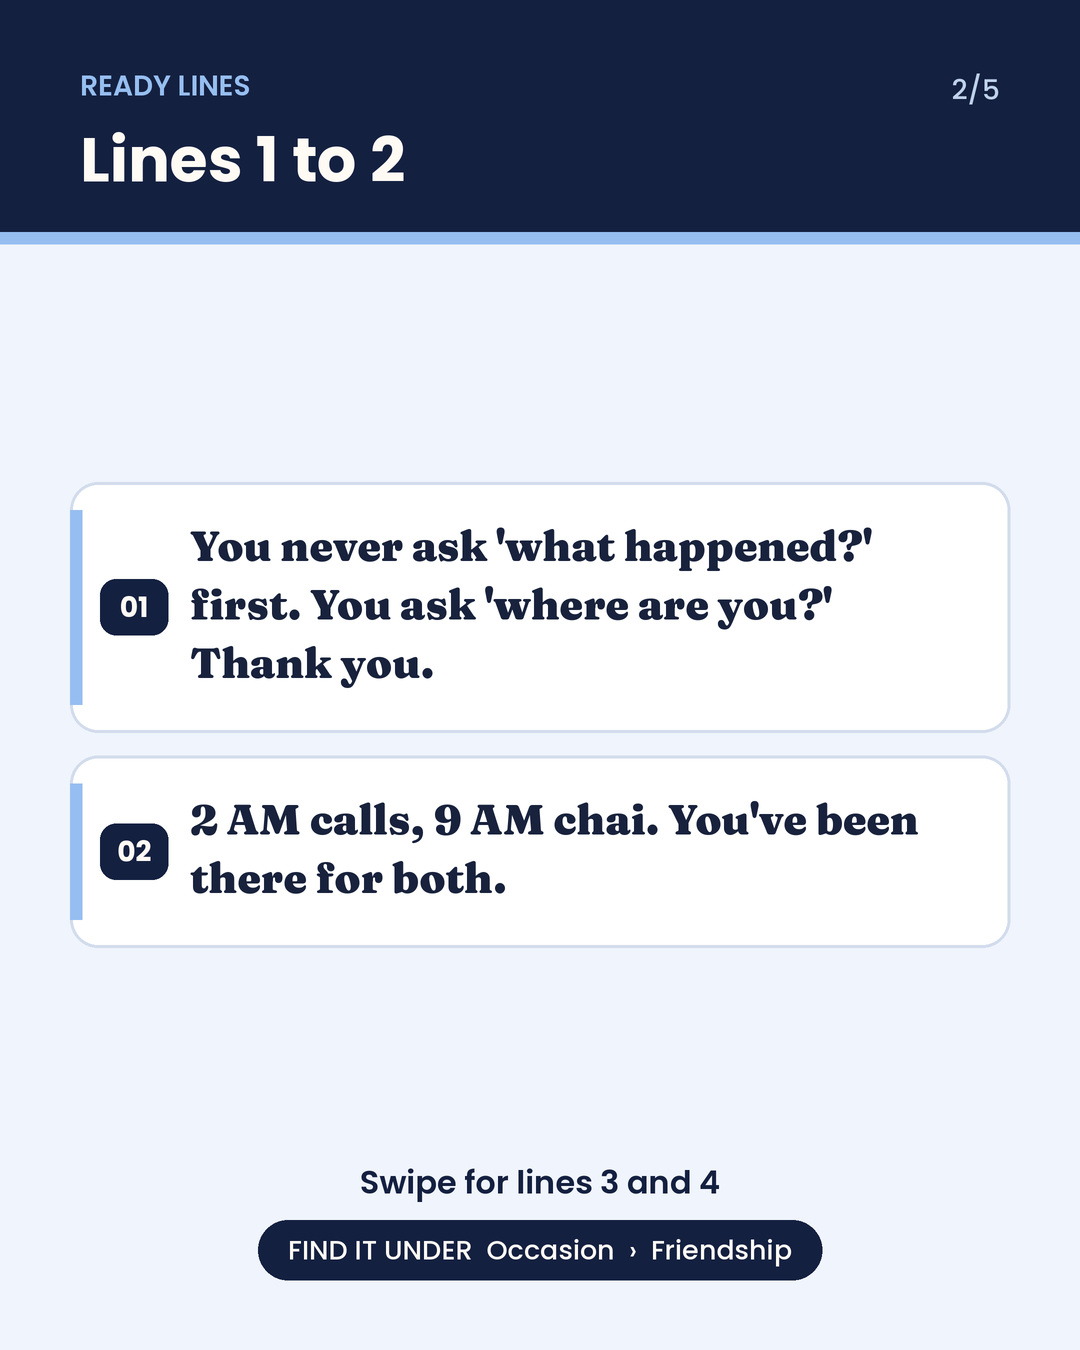 READY LINES
2/5
Lines 1 to 2
01
You never ask 'what happened?'
first. You ask 'where are you?'
Thank you.
02
2 AM calls, 9 AM chai. You've been
there for both.
Swipe for lines 3 and 4
FIND IT UNDER Occasion › Friendship